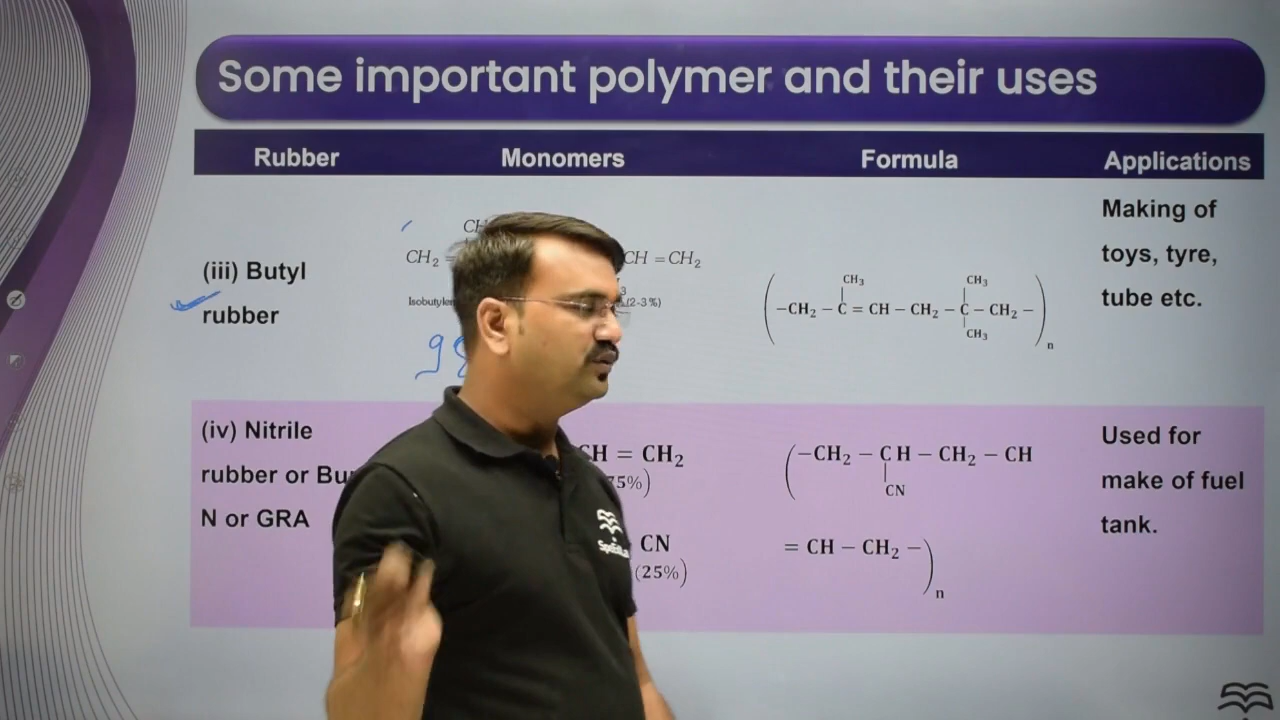 Some important polymer and their uses
Rubber Monomers Formula Applications
(iii) Butyl
rubber
CH₂ =
CH = CH₂
(2-3%)
98
CH₃ CH₃
(−CH₂ − C = CH − CH₂ − C − CH₂ −)n
CH₃
Making of
toys, tyre,
tube etc.
(iv) Nitrile
rubber or Bu
N or GRA
CH = CH₂
75%)
CN
(25%)
(−CH₂ − CH − CH₂ − CH
CN
= CH − CH₂ −)n
Used for
make of fuel
tank.